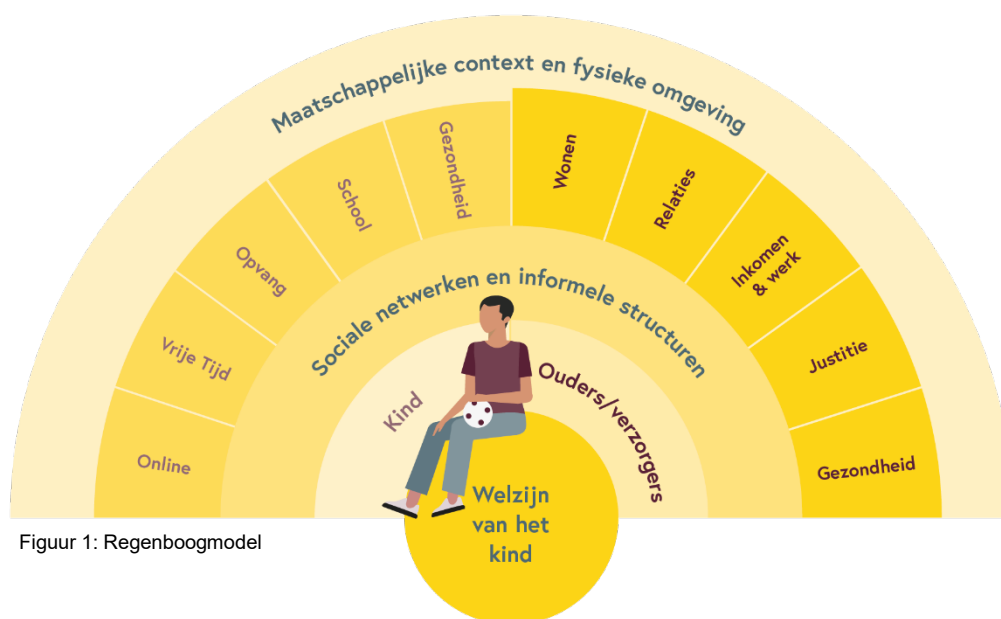 Maatschappelijke context en fysieke omgeving
Online
Vrije Tijd
Opvang
School
Gezondheid
Wonen
Relaties
Inkomen
& werk
Justitie
Gezondheid
Sociale netwerken en informele structuren
Kind
Ouders/verzorgers
Welzijn
van het
kind
Figuur 1: Regenboogmodel